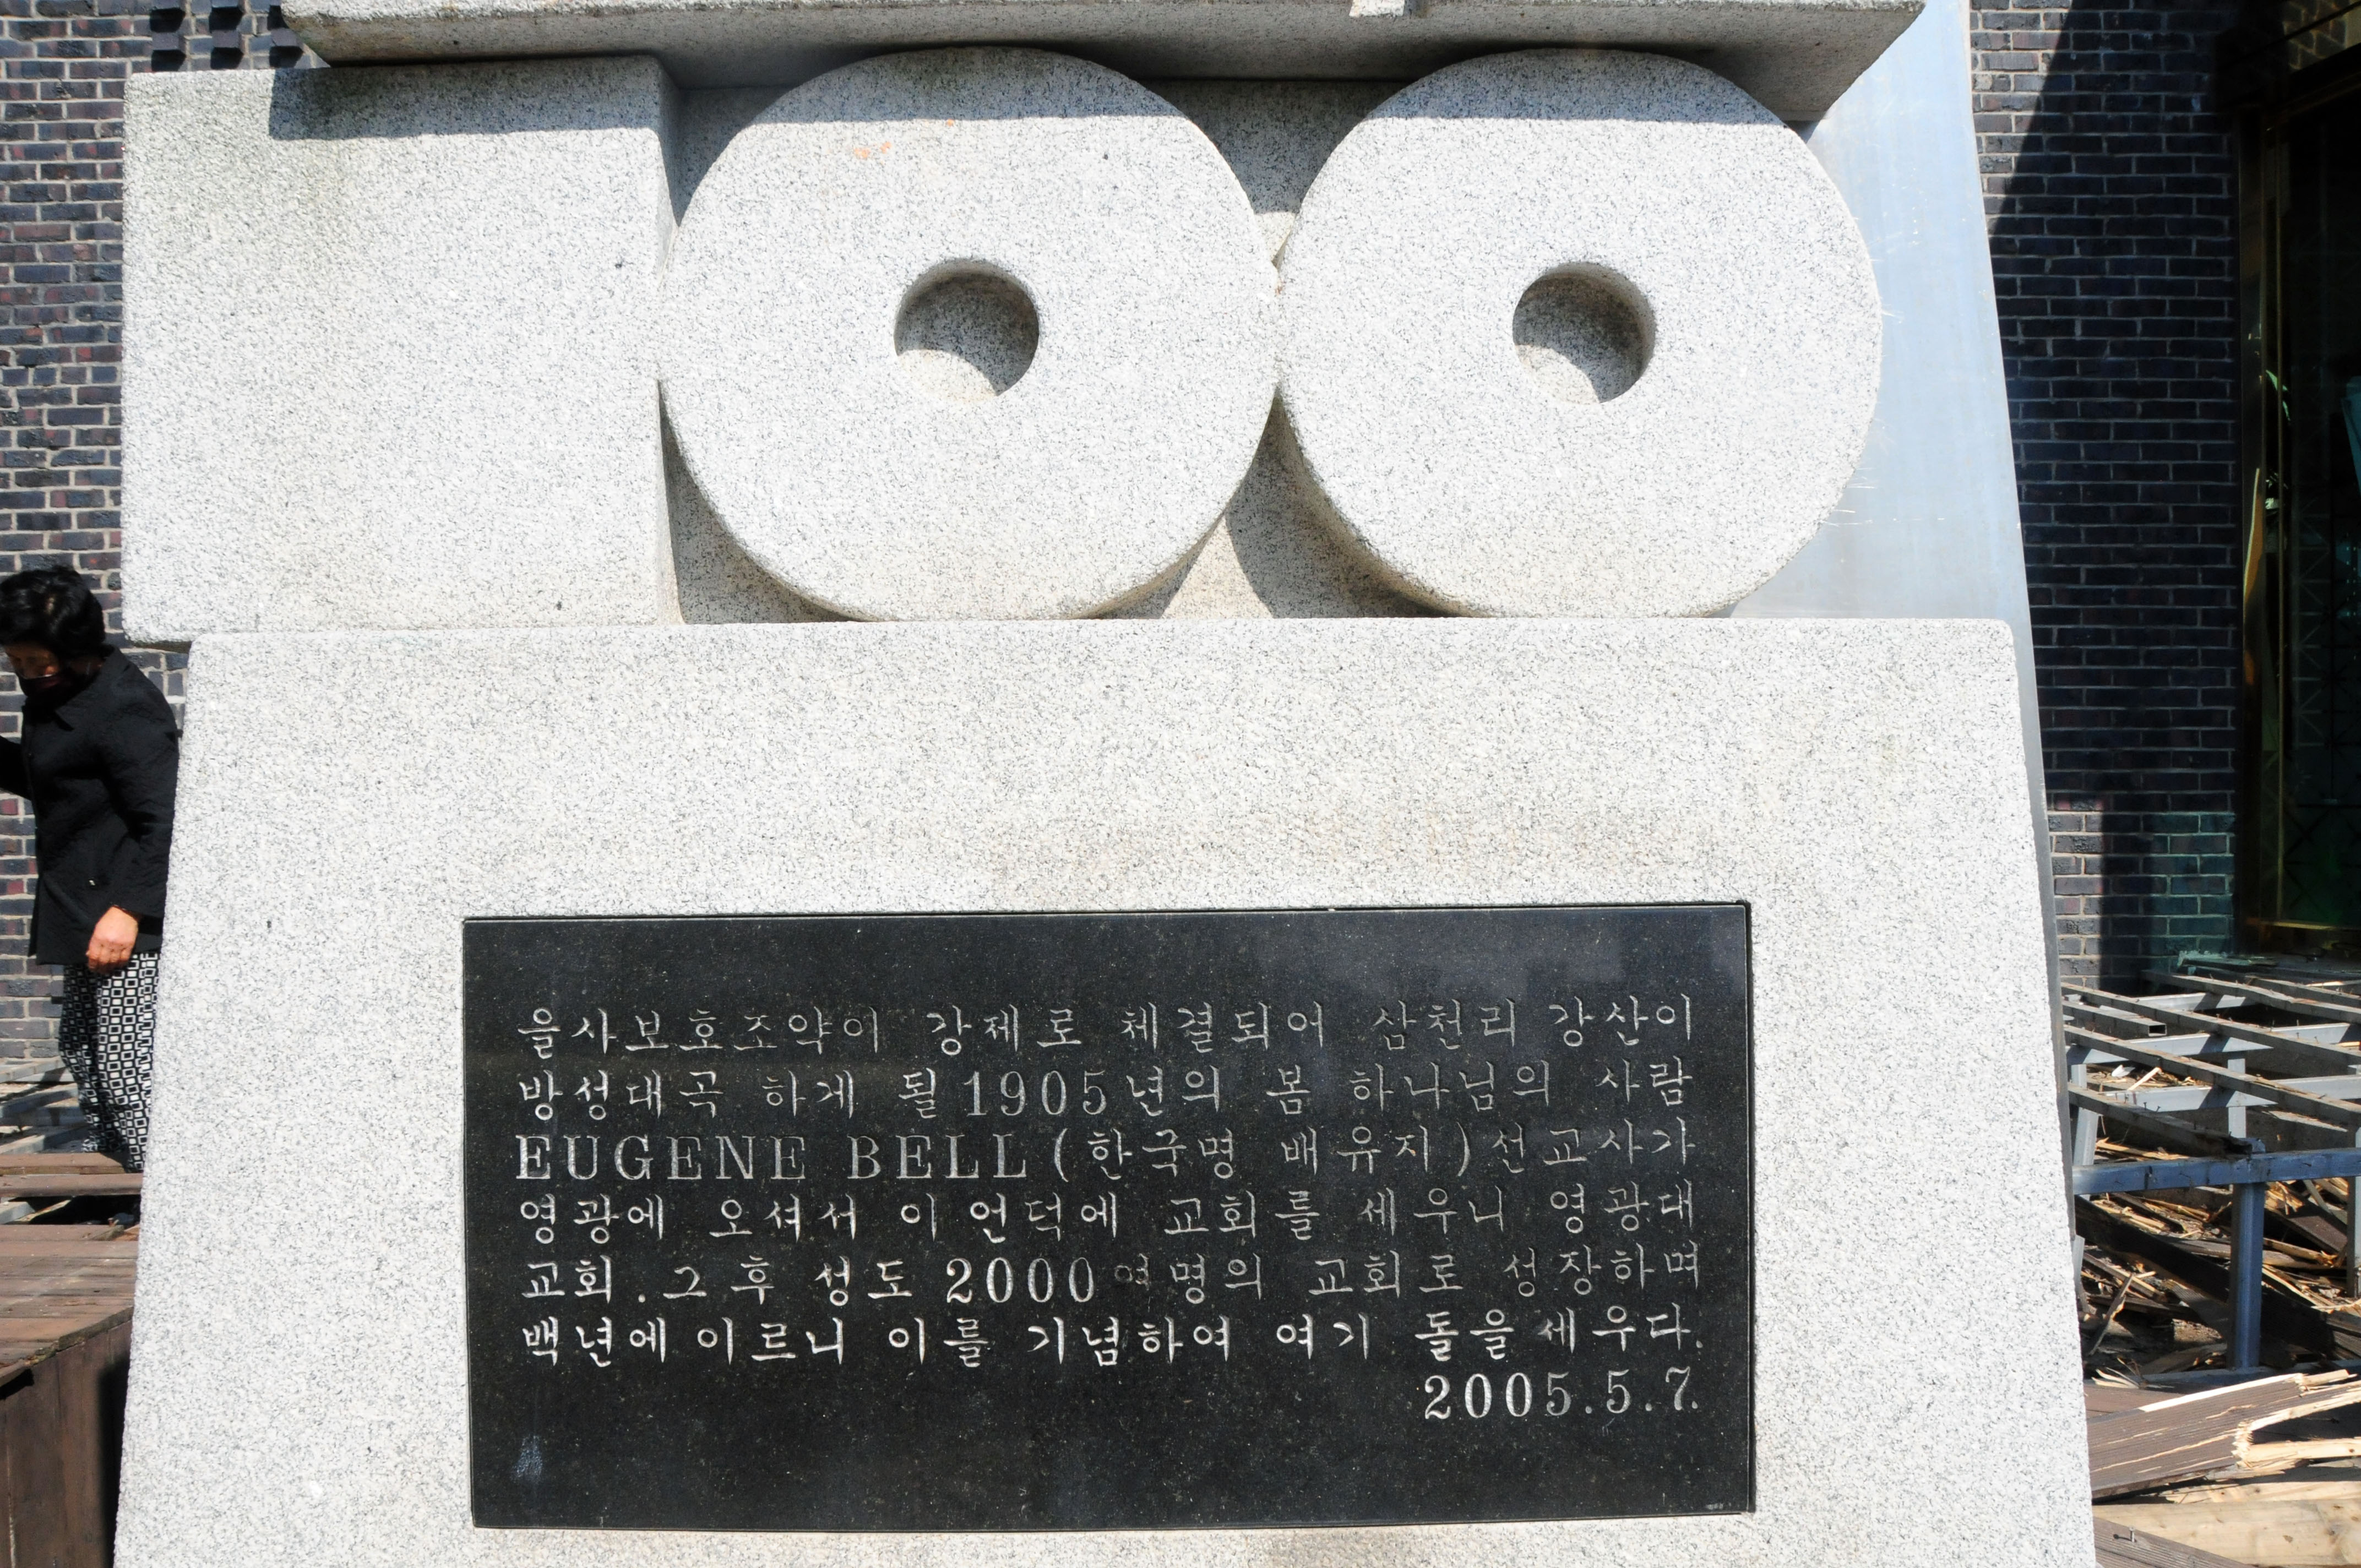 을사보호조약이 강제로 체결되어 삼천리 강산이
방성대곡 하게 될 1905년의 봄 하나님의 사람
EUGENE BELL(한국명 배유지)선교사가
영광에 오셔서 이 언덕에 교회를 세우니 영광대
교회.그 후 성도 2000여명의 교회로 성장하며
백년에 이르니 이를 기념하여 여기 돌을 세우다.
2005.5.7.